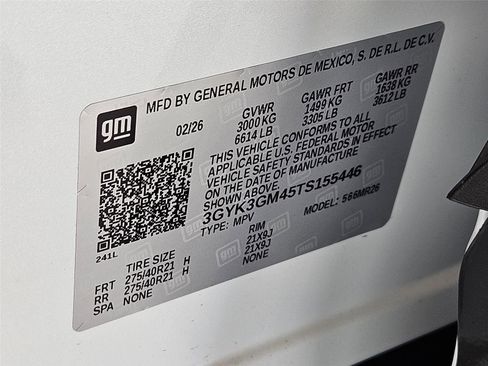 gm
MFD BY GENERAL MOTORS DE MEXICO, S. DE R.L. DE C.V.
02/26 GVWR GAWR FRT GAWR RR
3000 KG 1499 KG 1638 KG
6614 LB 3305 LB 3612 LB
THIS VEHICLE CONFORMS TO ALL
APPLICABLE U.S. FEDERAL MOTOR
VEHICLE SAFETY STANDARDS IN EFFECT
ON THE DATE OF MANUFACTURE
SHOWN ABOVE.
3GYK3GM45TS155446
TYPE: MPV MODEL: 566MR26
241L
TIRE SIZE RIM
FRT 275/40R21 H 21X9J
RR 275/40R21 H 21X9J
SPA NONE NONE